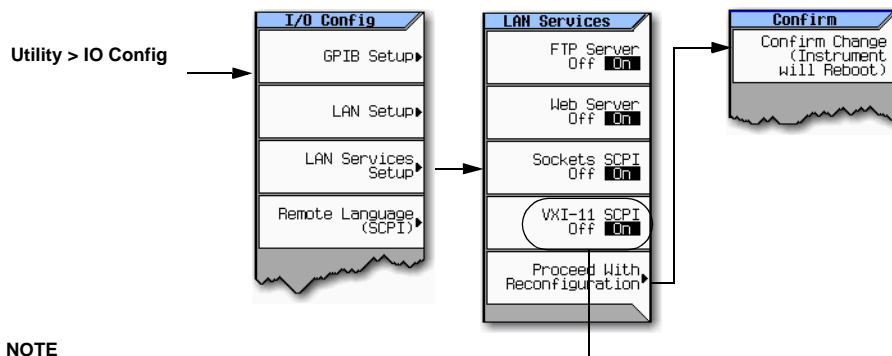 Utility > IO Config
I/O Config
GPIB Setup
LAN Setup
LAN Services
Setup
Remote Language
(SCPI)
LAN Services
FTP Server
Off On
Web Server
Off On
Sockets SCPI
Off On
VXI-11 SCPI
Off On
Proceed With
Reconfiguration
Confirm
Confirm Change
(Instrument
will Reboot)
NOTE